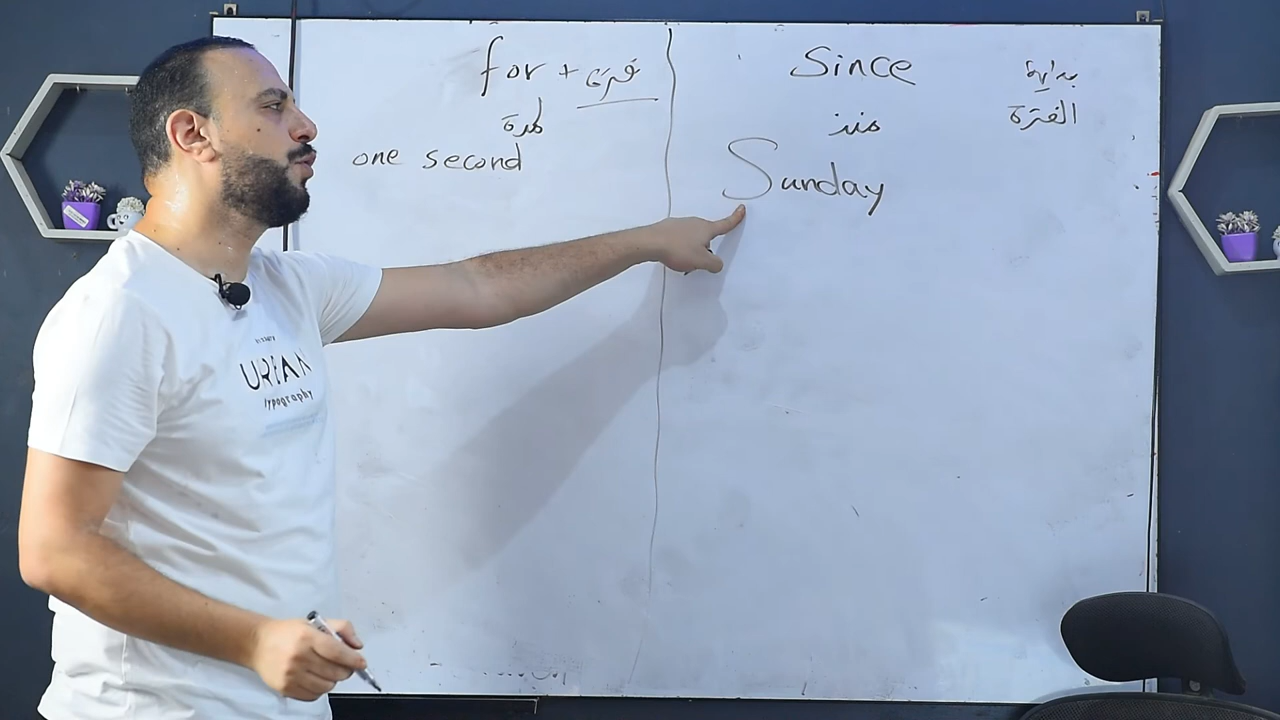 for + فترة
لمدة
one second
Since
منذ
بداية
الفترة
Sunday
URBAN
typography